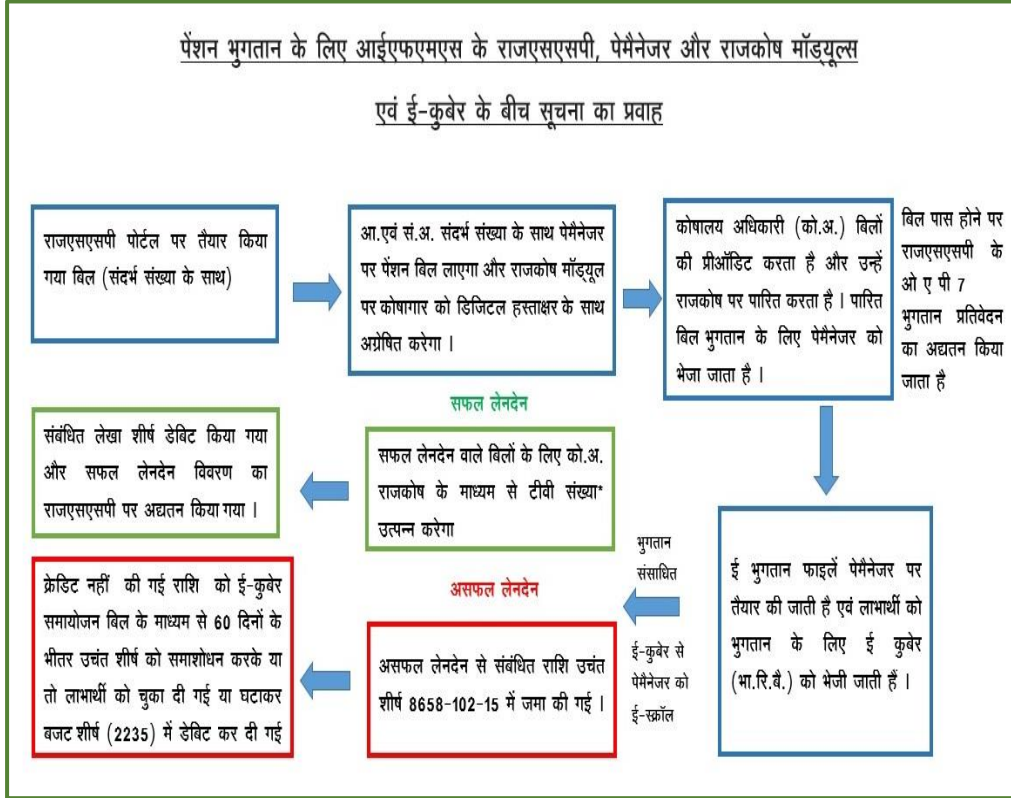 पेंशन भुगतान के लिए आईएफएमएस के राजएसएसपी, पेमैनेजर और राजकोष मॉड्यूल्स
एवं ई-कुबेर के बीच सूचना का प्रवाह
राजएसएसपी पोर्टल पर तैयार किया
गया बिल (संदर्भ संख्या के साथ)
आ.एवं सं.अ. संदर्भ संख्या के साथ पेमैनेजर
पर पेंशन बिल लाएगा और राजकोष मॉड्यूल
पर कोषागार को डिजिटल हस्ताक्षर के साथ
अग्रेषित करेगा ।
कोषालय अधिकारी (को.अ.) बिलों
की प्रीऑडिट करता है और उन्हें
राजकोष पर पारित करता है । पारित
बिल भुगतान के लिए पेमैनेजर को
भेजा जाता है ।
बिल पास होने पर
राजएसएसपी के
ओ ए पी 7
भुगतान प्रतिवेदन
का अद्यतन किया
जाता है
ई भुगतान फाइलें पेमैनेजर पर
तैयार की जाती है एवं लाभार्थी को
भुगतान के लिए ई कुबेर
(भा.रि.बै.) को भेजी जाती हैं ।
भुगतान
संसाधित
ई-कुबेर से
पेमैनेजर को
ई-स्क्रॉल
सफल लेनदेन
सफल लेनदेन वाले बिलों के लिए को.अ.
राजकोष के माध्यम से टीवी संख्या*
उत्पन्न करेगा
संबंधित लेखा शीर्ष डेबिट किया गया
और सफल लेनदेन विवरण का
राजएसएसपी पर अद्यतन किया गया ।
असफल लेनदेन
असफल लेनदेन से संबंधित राशि उचंत
शीर्ष 8658-102-15 में जमा की गई ।
क्रेडिट नहीं की गई राशि को ई-कुबेर
समायोजन बिल के माध्यम से 60 दिनों के
भीतर उचंत शीर्ष को समाशोधन करके या
तो लाभार्थी को चुका दी गई या घटाकर
बजट शीर्ष (2235) में डेबिट कर दी गई